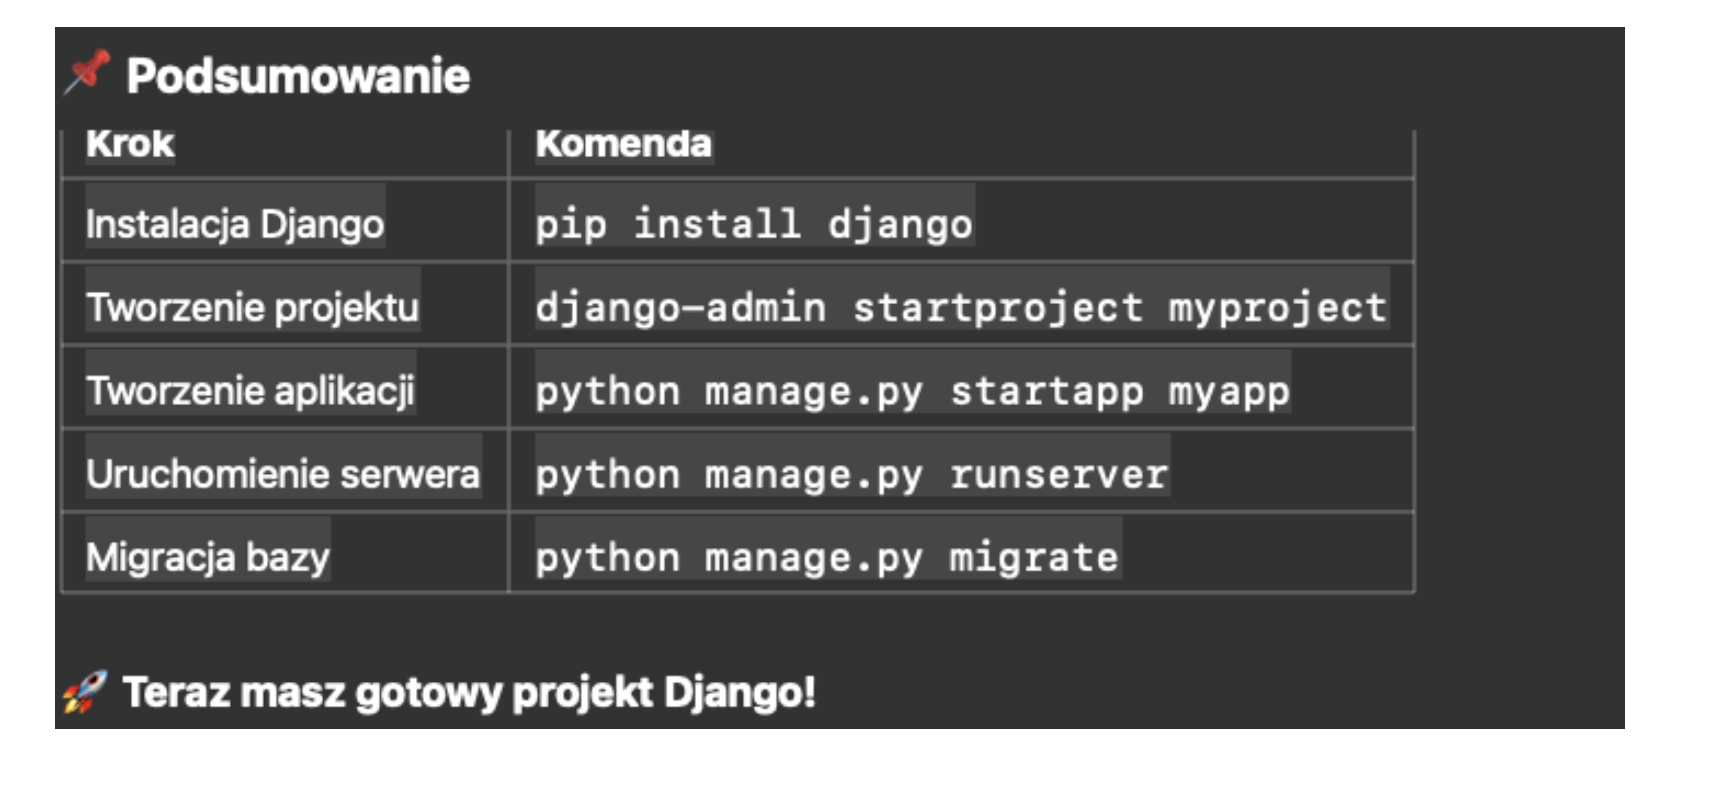 📌 Podsumowanie
Krok Komenda
Instalacja Django pip install django
Tworzenie projektu django-admin startproject myproject
Tworzenie aplikacji python manage.py startapp myapp
Uruchomienie serwera python manage.py runserver
Migracja bazy python manage.py migrate
🚀 Teraz masz gotowy projekt Django!